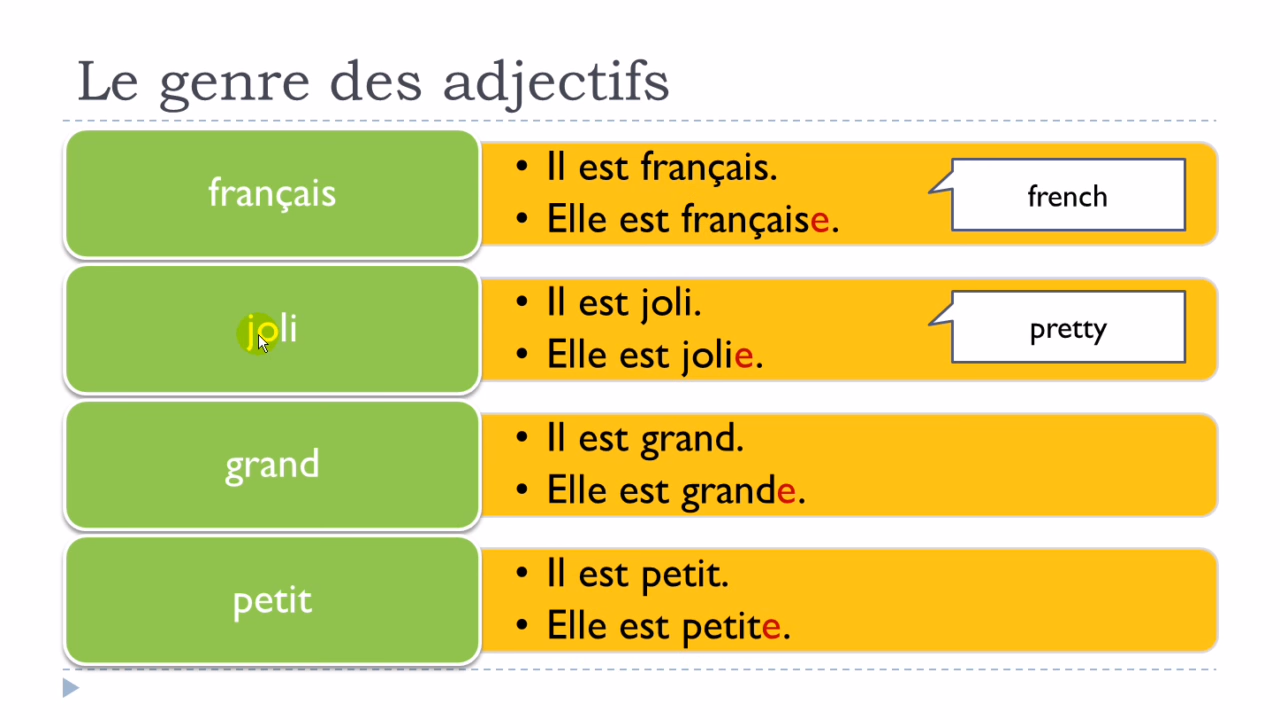 Le genre des adjectifs
français
Il est français.
Elle est française.
french
joli
Il est joli.
Elle est jolie.
pretty
grand
Il est grand.
Elle est grande.
petit
Il est petit.
Elle est petite.